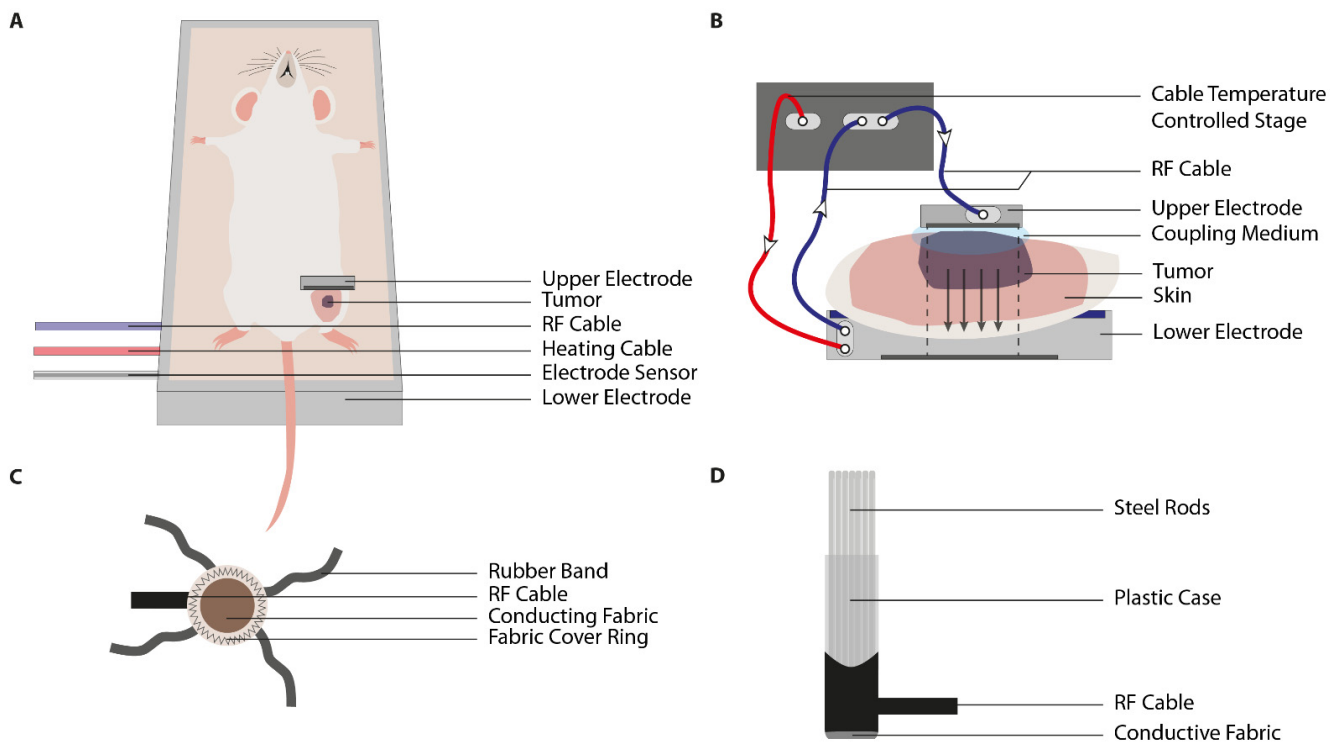 A
Upper Electrode
Tumor
RF Cable
Heating Cable
Electrode Sensor
Lower Electrode
B
Cable Temperature
Controlled Stage
RF Cable
Upper Electrode
Coupling Medium
Tumor
Skin
Lower Electrode
C
Rubber Band
RF Cable
Conducting Fabric
Fabric Cover Ring
D
Steel Rods
Plastic Case
RF Cable
Conductive Fabric